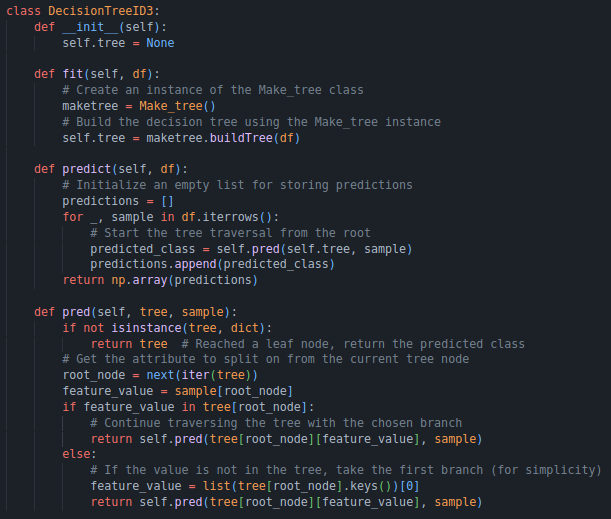 class DecisionTreeID3:
    def __init__(self):
        self.tree = None

    def fit(self, df):
        # Create an instance of the Make_tree class
        maketree = Make_tree()
        # Build the decision tree using the Make_tree instance
        self.tree = maketree.buildTree(df)

    def predict(self, df):
        # Initialize an empty list for storing predictions
        predictions = []
        for _, sample in df.iterrows():
            # Start the tree traversal from the root
            predicted_class = self.pred(self.tree, sample)
            predictions.append(predicted_class)
        return np.array(predictions)

    def pred(self, tree, sample):
        if not isinstance(tree, dict):
            return tree  # Reached a leaf node, return the predicted class
        # Get the attribute to split on from the current tree node
        root_node = next(iter(tree))
        feature_value = sample[root_node]
        if feature_value in tree[root_node]:
            # Continue traversing the tree with the chosen branch
            return self.pred(tree[root_node][feature_value], sample)
        else:
            # If the value is not in the tree, take the first branch (for simplicity)
            feature_value = list(tree[root_node].keys())[0]
            return self.pred(tree[root_node][feature_value], sample)